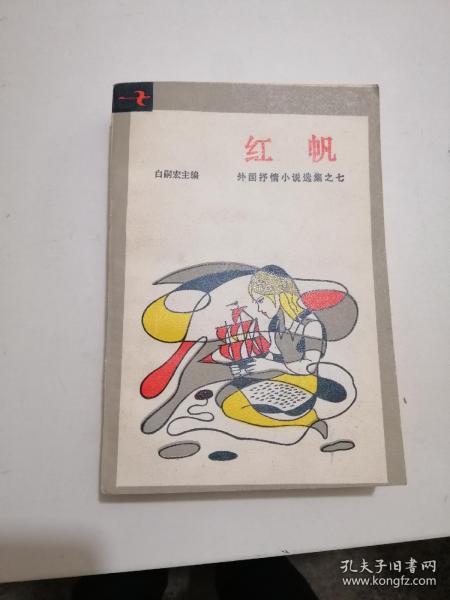 七
红帆
白嗣宏主编
外国抒情小说选集之七
孔夫子旧书网
www.kongfz.com